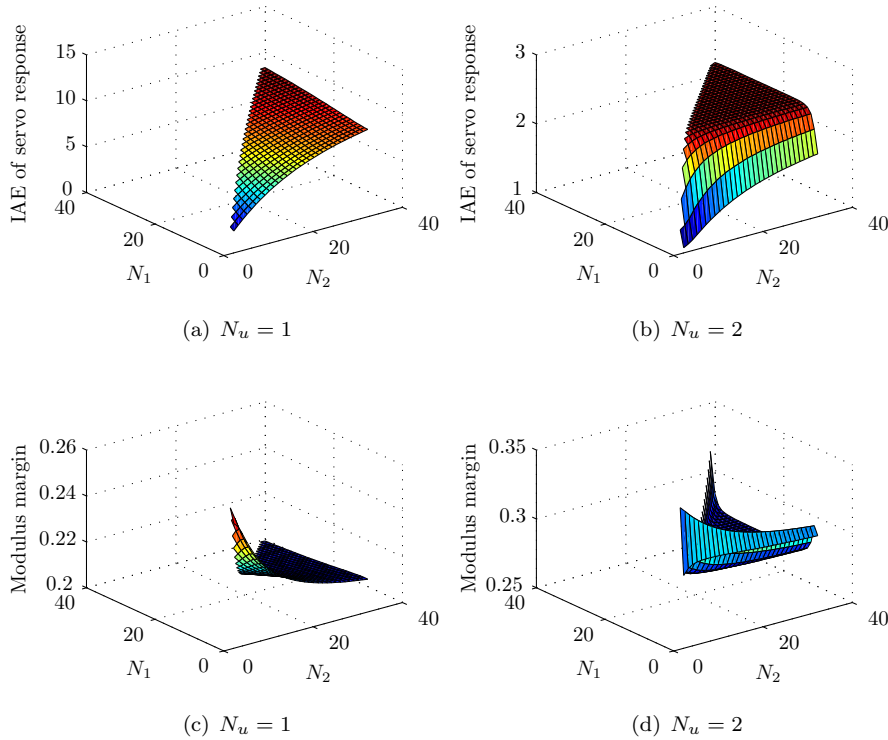 IAE of servo response
15
10
5
0
40
20
0
0
20
40
N₁
N₂
(a) Nᵤ = 1
IAE of servo response
3
2
1
40
20
0
0
20
40
N₁
N₂
(b) Nᵤ = 2
Modulus margin
0.26
0.24
0.22
0.2
40
20
0
0
20
40
N₁
N₂
(c) Nᵤ = 1
Modulus margin
0.35
0.3
0.25
40
20
0
0
20
40
N₁
N₂
(d) Nᵤ = 2